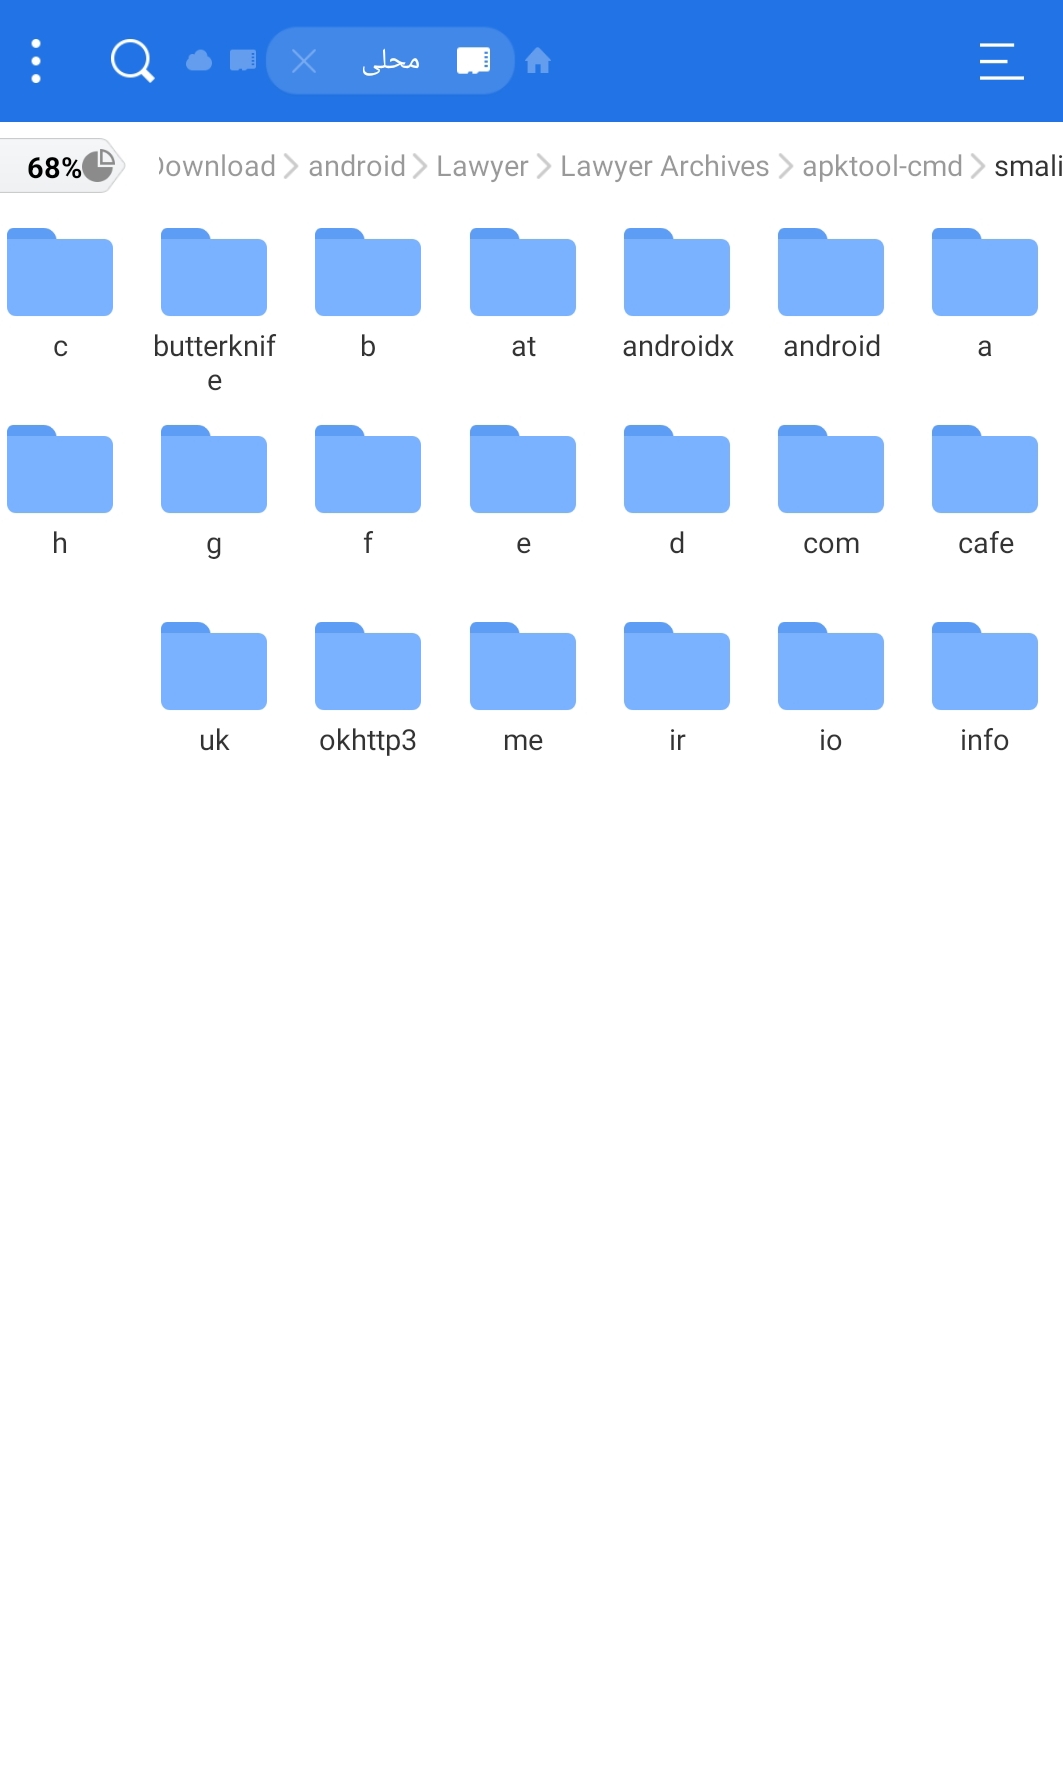 محلی
68%
Download > android > Lawyer > Lawyer Archives > apktool-cmd > smali
c
butterknif
e
b
at
androidx
android
a
h
g
f
e
d
com
cafe
uk
okhttp3
me
ir
io
info